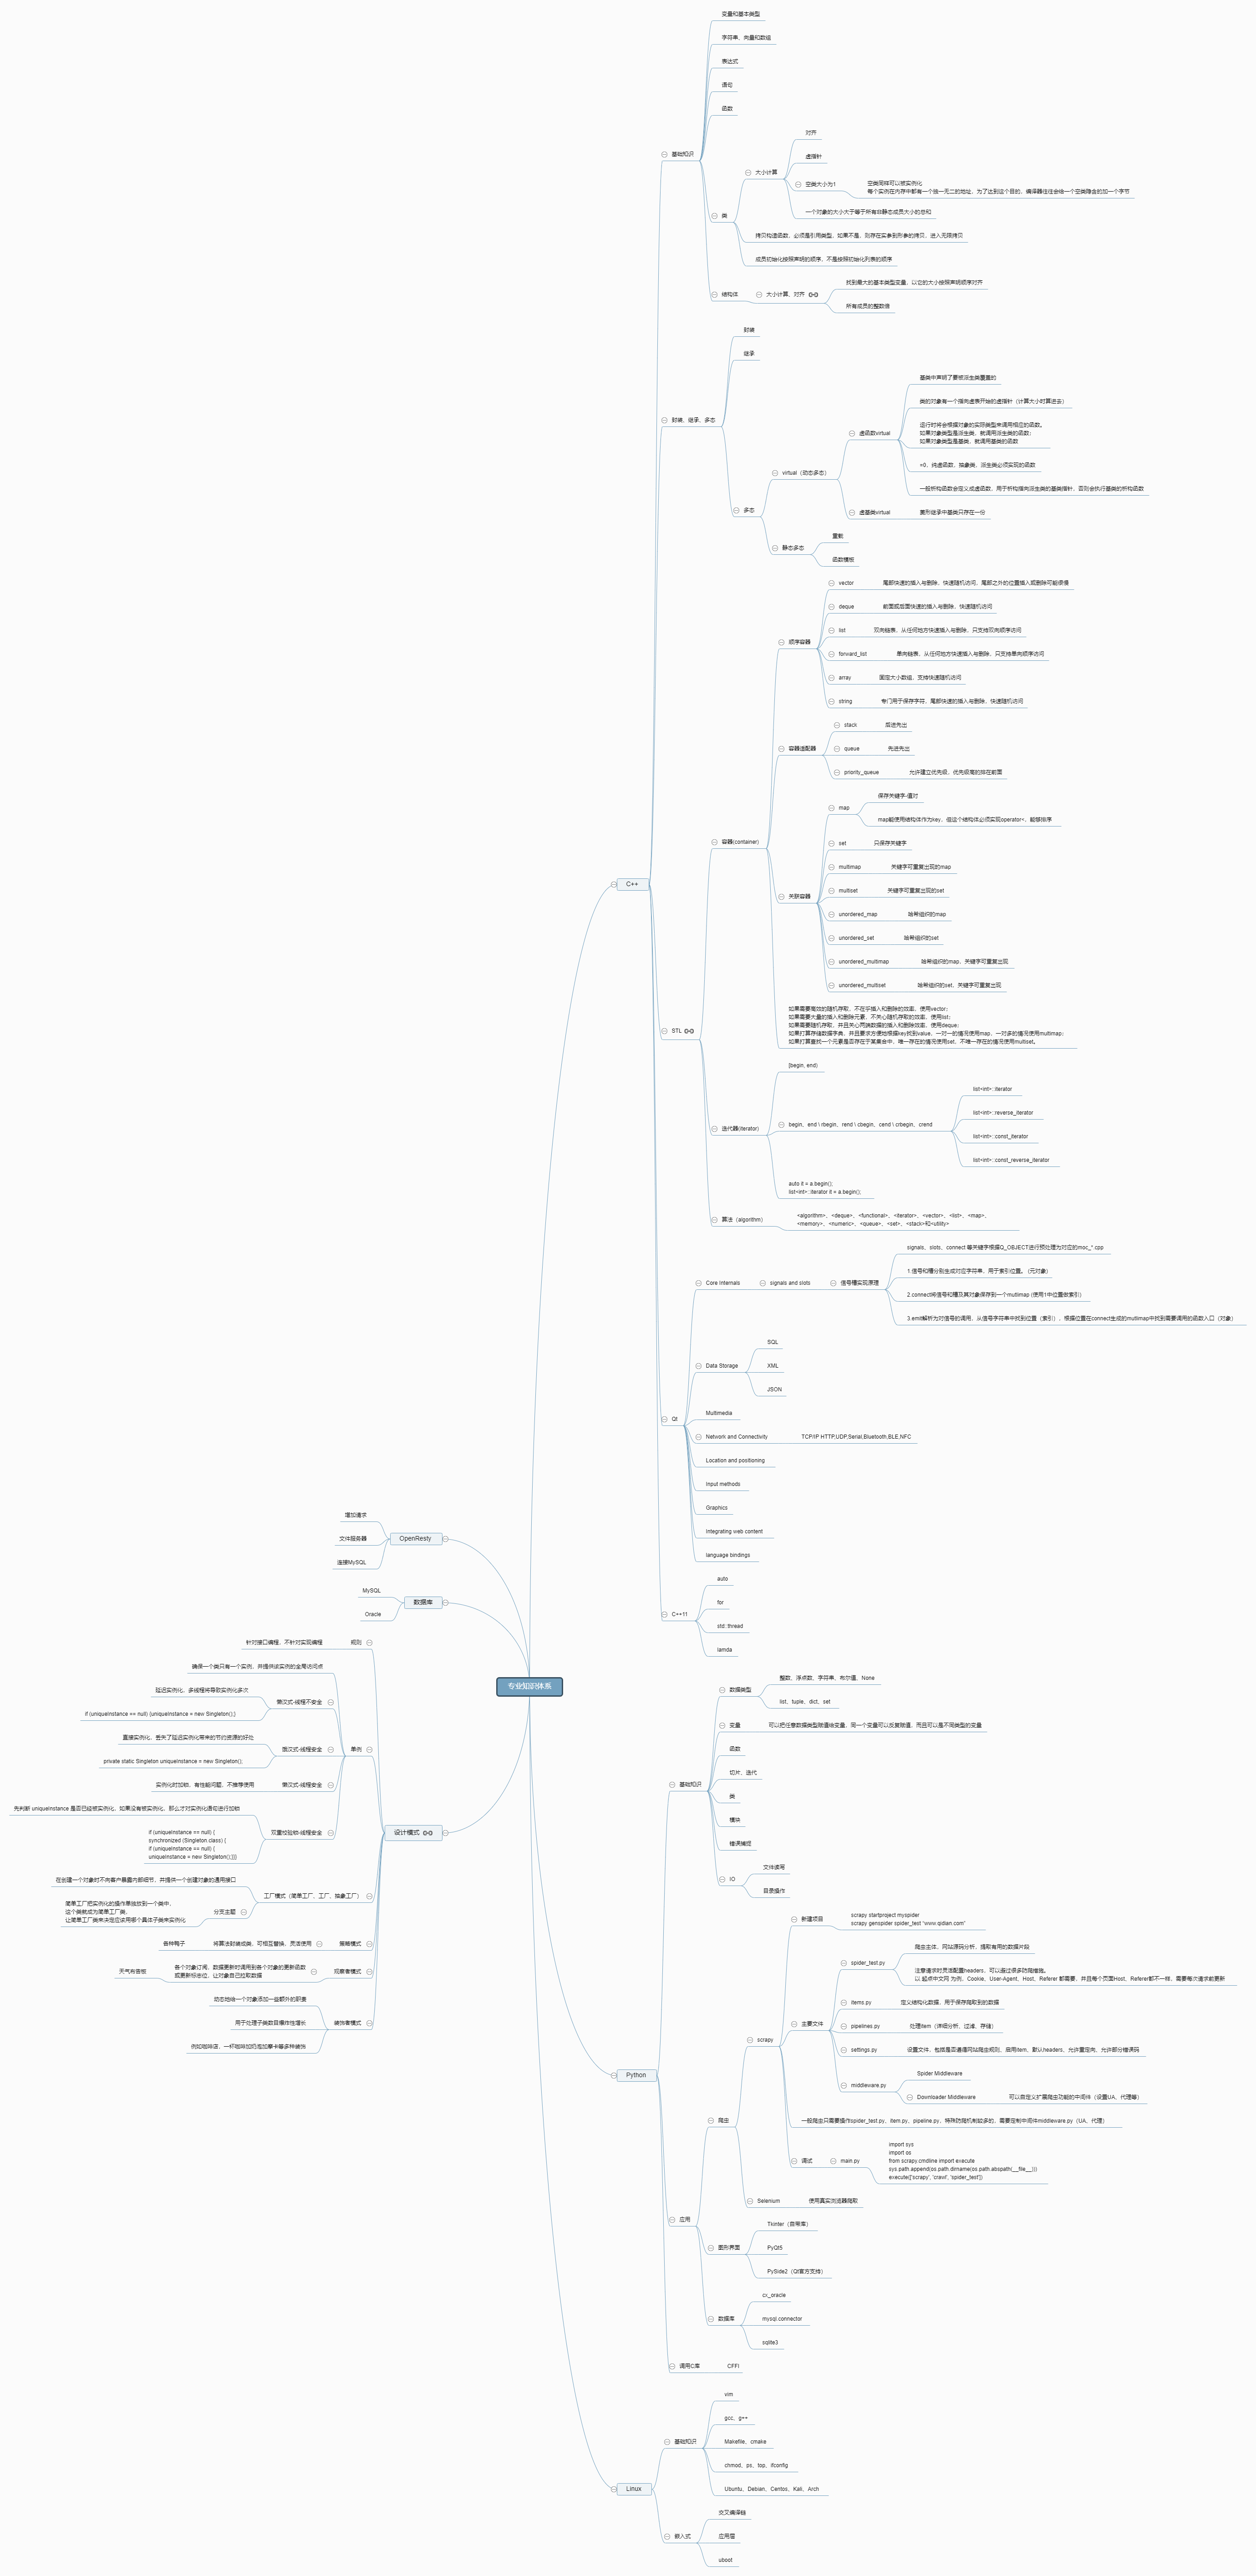 专业知识体系
C++
基础知识
变量和基本类型
字符串、向量和数组
表达式
语句
函数
类
大小计算
对齐
虚指针
空类大小为1
空类同样可以被实例化
每个实例在内存中都有一个独一无二的地址，为了达到这个目的，编译器往往会给一个空类隐含的加一个字节
一个对象的大小大于等于所有非静态成员大小的总和
拷贝构造函数，必须是引用类型，如果不是，则存在实参到形参的拷贝，进入无限拷贝
成员初始化按照声明的顺序，不是按照初始化列表的顺序
结构体
大小计算，对齐
找到最大的基本类型变量，以它的大小按照声明顺序对齐
所有成员的整数倍
封装、继承、多态
封装
继承
多态
virtual（动态多态）
虚函数virtual
基类中声明了要被派生类覆盖的
类的对象有一个指向虚表开始的虚指针（计算大小时算进去）
运行时将会根据对象的实际类型来调用相应的函数。
如果对象类型是派生类，就调用派生类的函数；
如果对象类型是基类，就调用基类的函数
=0，纯虚函数，抽象类，派生类必须实现的函数
一般析构函数会定义成虚函数，用于析构指向派生类的基类指针，否则会执行基类的析构函数
虚基类virtual
菱形继承中基类只存在一份
静态多态
重载
函数模板
STL
容器(container)
顺序容器
vector
尾部快速的插入与删除，快速随机访问，尾部之外的位置插入或删除可能很慢
deque
前面或后面快速的插入与删除，快速随机访问
list
双向链表，从任何地方快速插入与删除，只支持双向顺序访问
forward_list
单向链表，从任何地方快速插入与删除，只支持单向顺序访问
array
固定大小数组，支持快速随机访问
string
专门用于保存字符，尾部快速的插入与删除，快速随机访问
容器适配器
stack
后进先出
queue
先进先出
priority_queue
允许建立优先级，优先级高的排在前面
关联容器
map
保存关键字-值对
map能使用结构体作为key，但这个结构体必须实现operator<，能够排序
set
只保存关键字
multimap
关键字可重复出现的map
multiset
关键字可重复出现的set
unordered_map
哈希组织的map
unordered_set
哈希组织的set
unordered_multimap
哈希组织的map，关键字可重复出现
unordered_multiset
哈希组织的set，关键字可重复出现
如果需要高效的随机存取，不在乎插入和删除的效率，使用vector；
如果需要大量的插入和删除元素，不关心随机存取的效率，使用list；
如果需要随机存取，并且关心两端数据的插入和删除效率，使用deque；
如果打算存储数据字典，并且要求方便地根据key找到value，一对一的情况使用map，一对多的情况使用multimap；
如果打算查找一个元素是否存在于某集合中，唯一存在的情况使用set，不唯一存在的情况使用multiset。
迭代器(iterator)
[begin, end)
begin、end \ rbegin、rend \ cbegin、cend \ crbegin、crend
list<int>::iterator
list<int>::reverse_iterator
list<int>::const_iterator
list<int>::const_reverse_iterator
auto it = a.begin();
list<int>::iterator it = a.begin();
算法（algorithm）
<algorithm>、<deque>、<functional>、<iterator>、<vector>、<list>、<map>、
<memory>、<numeric>、<queue>、<set>、<stack>和<utility>
Qt
Core Internals
signals and slots
信号槽实现原理
signals、slots、connect 等关键字根据Q_OBJECT进行预处理为对应的moc_*.cpp
1.信号和槽分别生成对应字符串，用于索引位置。（元对象）
2.connect将信号和槽及其对象保存到一个mutlimap (使用1中位置做索引)
3.emit解析为对信号的调用，从信号字符串中找到位置（索引），根据位置在connect生成的mutlimap中找到需要调用的函数入口（对象）
Data Storage
SQL
XML
JSON
Multimedia
Network and Connectivity
TCP/IP HTTP,UDP,Serial,Bluetooth,BLE,NFC
Location and positioning
Input methods
Graphics
Integrating web content
language bindings
C++11
auto
for
std::thread
lamda
OpenResty
增加请求
文件服务器
连接MySQL
数据库
MySQL
Oracle
设计模式
规则
针对接口编程，不针对实现编程
单例
确保一个类只有一个实例，并提供该实例的全局访问点
懒汉式-线程不安全
延迟实例化，多线程将导致实例化多次
if (uniqueInstance == null) {uniqueInstance = new Singleton();}
饿汉式-线程安全
直接实例化，丢失了延迟实例化带来的节约资源的好处
private static Singleton uniqueInstance = new Singleton();
懒汉式-线程安全
实例化时加锁，有性能问题，不推荐使用
双重校验锁-线程安全
先判断 uniqueInstance 是否已经被实例化，如果没有被实例化，那么才对实例化语句进行加锁
if (uniqueInstance == null) {
synchronized (Singleton.class) {
if (uniqueInstance == null) {
uniqueInstance = new Singleton();}}}
工厂模式（简单工厂，工厂，抽象工厂）
在创建一个对象时不向客户暴露内部细节，并提供一个创建对象的通用接口
分支主题
简单工厂把实例化的操作单独放到一个类中，
这个类就成为简单工厂类，
让简单工厂类来决定应该用哪个具体子类来实例化
策略模式
将算法封装成类，可相互替换，灵活使用
各种鸭子
观察者模式
各个对象订阅，数据更新时调用到各个对象的更新函数
或更新标志位，让对象自己拉取数据
天气布告板
装饰者模式
动态地给一个对象添加一些额外的职责
用于处理子类数目爆炸性增长
例如咖啡店，一杯咖啡加奶泡加摩卡等多种装饰
Python
基础知识
数据类型
整数、浮点数、字符串、布尔值、None
list、tuple、dict、set
变量
可以把任意数据类型赋值给变量，同一个变量可以反复赋值，而且可以是不同类型的变量
函数
切片、迭代
类
模块
错误捕捉
IO
文件读写
目录操作
应用
爬虫
scrapy
新建项目
scrapy startproject myspider
scrapy genspider spider_test "www.qidian.com"
主要文件
spider_test.py
爬虫主体，网站源码分析，提取有用的数据片段
注意请求时灵活配置headers，可以通过很多防爬措施。
以 起点中文网 为例，Cookie、User-Agent、Host、Referer 都需要，并且每个页面Host、Referer都不一样，需要每次请求前更新
items.py
定义结构化数据，用于保存爬取到的数据
pipelines.py
处理item（详细分析、过滤、存储）
settings.py
设置文件，包括是否遵循网站爬虫规则、启用item、默认headers、允许重定向、允许部分错误码
middleware.py
Spider Middleware
Downloader Middleware
可以自定义扩展爬虫功能的中间件（设置UA、代理等）
一般爬虫只需要操作spider_test.py、item.py、pipeline.py，特殊防爬机制较多的，需要定制中间件middleware.py（UA、代理）
调试
main.py
import sys
import os
from scrapy.cmdline import execute
sys.path.append(os.path.dirname(os.path.abspath(__file__)))
execute(['scrapy', 'crawl', 'spider_test'])
Selenium
使用真实浏览器爬取
图形界面
Tkinter（自带库）
PyQt5
PySide2（Qt官方支持）
数据库
cx_oracle
mysql.connector
sqlite3
调用C库
CFFI
Linux
基础知识
vim
gcc、g++
Makefile、cmake
chmod、ps、top、ifconfig
Ubuntu、Debian、Centos、Kali、Arch
嵌入式
交叉编译链
应用层
uboot